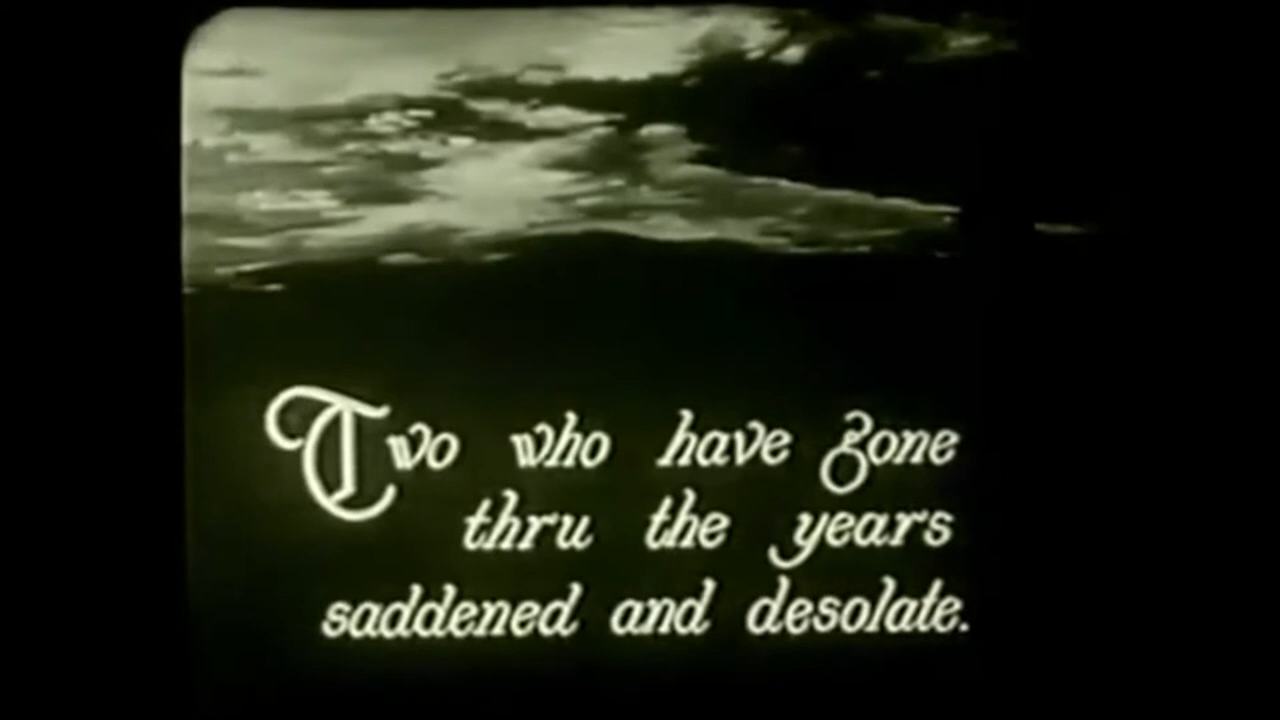 Two who have gone
thru the years
saddened and desolate.